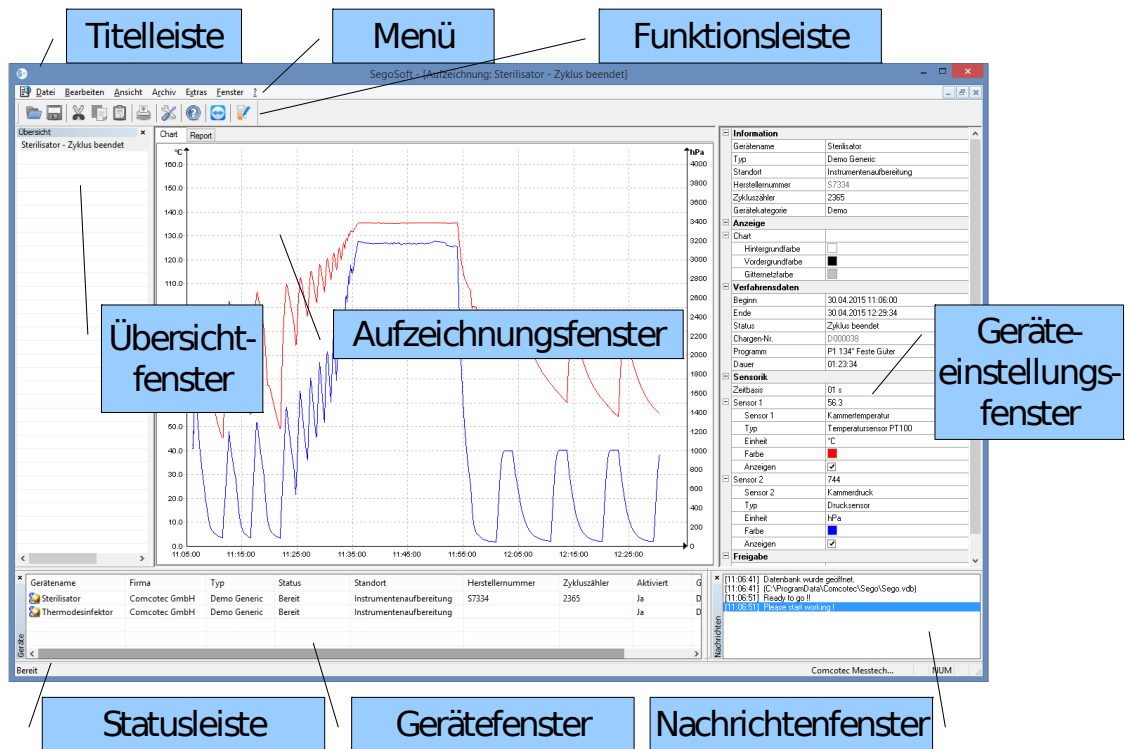 Titelleiste
Menü
Funktionsleiste
SegoSoft - [Aufzeichnung: Sterilisator - Zyklus beendet]
Datei Bearbeiten Ansicht Archiv Extras Fenster ?
Übersicht
Sterilisator - Zyklus beendet
Chart Report
°C
160.0
150.0
140.0
130.0
120.0
110.0
50.0
40.0
30.0
20.0
10.0
0.0
hPa
4000
3800
3600
3400
3200
3000
2800
2600
2400
2200
2000
1800
1600
1400
1200
1000
800
600
400
200
0
11:05:00 11:15:00 11:25:00 11:35:00 11:45:00 11:55:00 12:05:00 12:15:00 12:25:00
Übersicht-
fenster
Aufzeichnungsfenster
Geräte-
einstellungs-
fenster
Information
Gerätename Sterilisator
Typ Demo Generic
Standort Instrumentenaufbereitung
Herstellernummer S7334
Zykluszähler 2365
Gerätekategorie Demo
Anzeige
Chart
Hintergrundfarbe
Vordergrundfarbe
Gitternetzfarbe
Verfahrensdaten
Beginn 30.04.2015 11:06:00
Ende 30.04.2015 12:29:34
Status Zyklus beendet
Chargen-Nr. D000038
Programm P1 134° Feste Güter
Dauer 01:23:34
Sensorik
Zeitbasis 01 s
Sensor 1 56.3
Sensor 1 Kammertemperatur
Typ Temperatursensor PT100
Einheit °C
Farbe
Anzeigen
Sensor 2 744
Sensor 2 Kammerdruck
Typ Drucksensor
Einheit hPa
Farbe
Anzeigen
Freigabe
Geräte
Gerätename Firma Typ Status Standort Herstellernummer Zykluszähler Aktiviert G
Sterilisator Comcotec GmbH Demo Generic Bereit Instrumentenaufbereitung S7334 2365 Ja D
Thermodesinfektor Comcotec GmbH Demo Generic Bereit Instrumentenaufbereitung Ja D
Nachrichten
[11:06:41] Datenbank wurde geöffnet.
[11:06:41] (C:\ProgramData\Comcotec\Sego\Sego.vdb)
[11:06:51] Ready to go !!
[11:06:51] Please start working !
Bereit
Comcotec Messtech... NUM
Statusleiste
Gerätefenster
Nachrichtenfenster